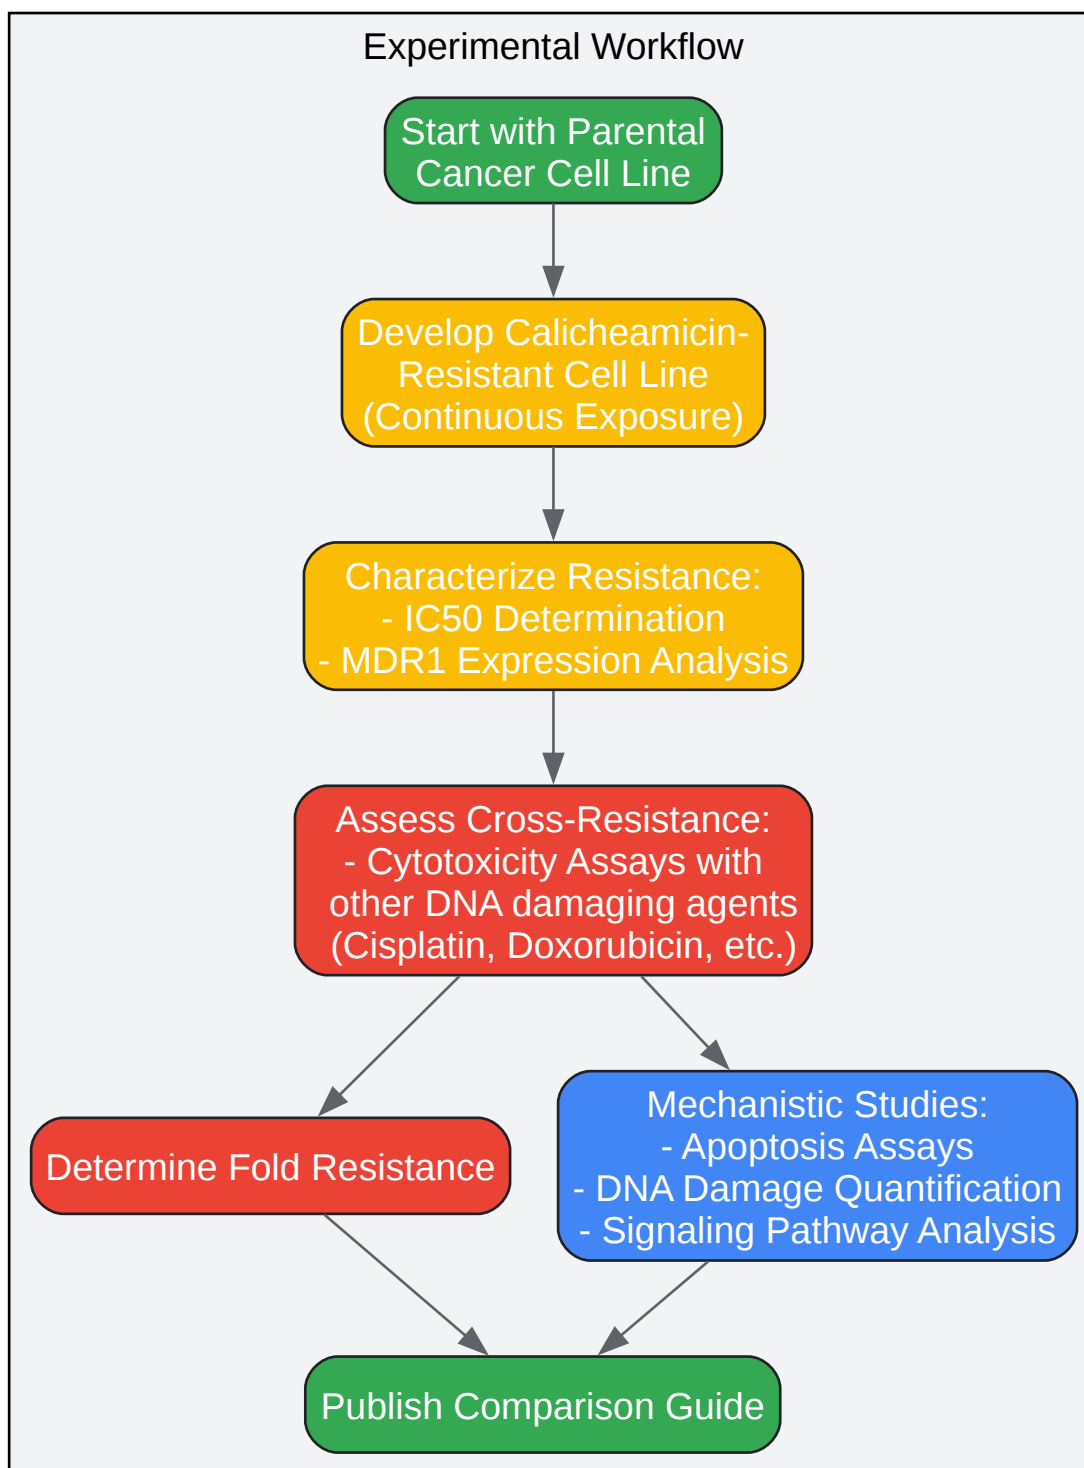 Experimental Workflow
Start with Parental
Cancer Cell Line
Develop Calicheamicin-
Resistant Cell Line
(Continuous Exposure)
Characterize Resistance:
- IC50 Determination
- MDR1 Expression Analysis
Assess Cross-Resistance:
- Cytotoxicity Assays with
other DNA damaging agents
(Cisplatin, Doxorubicin, etc.)
Determine Fold Resistance
Mechanistic Studies:
- Apoptosis Assays
- DNA Damage Quantification
- Signaling Pathway Analysis
Publish Comparison Guide